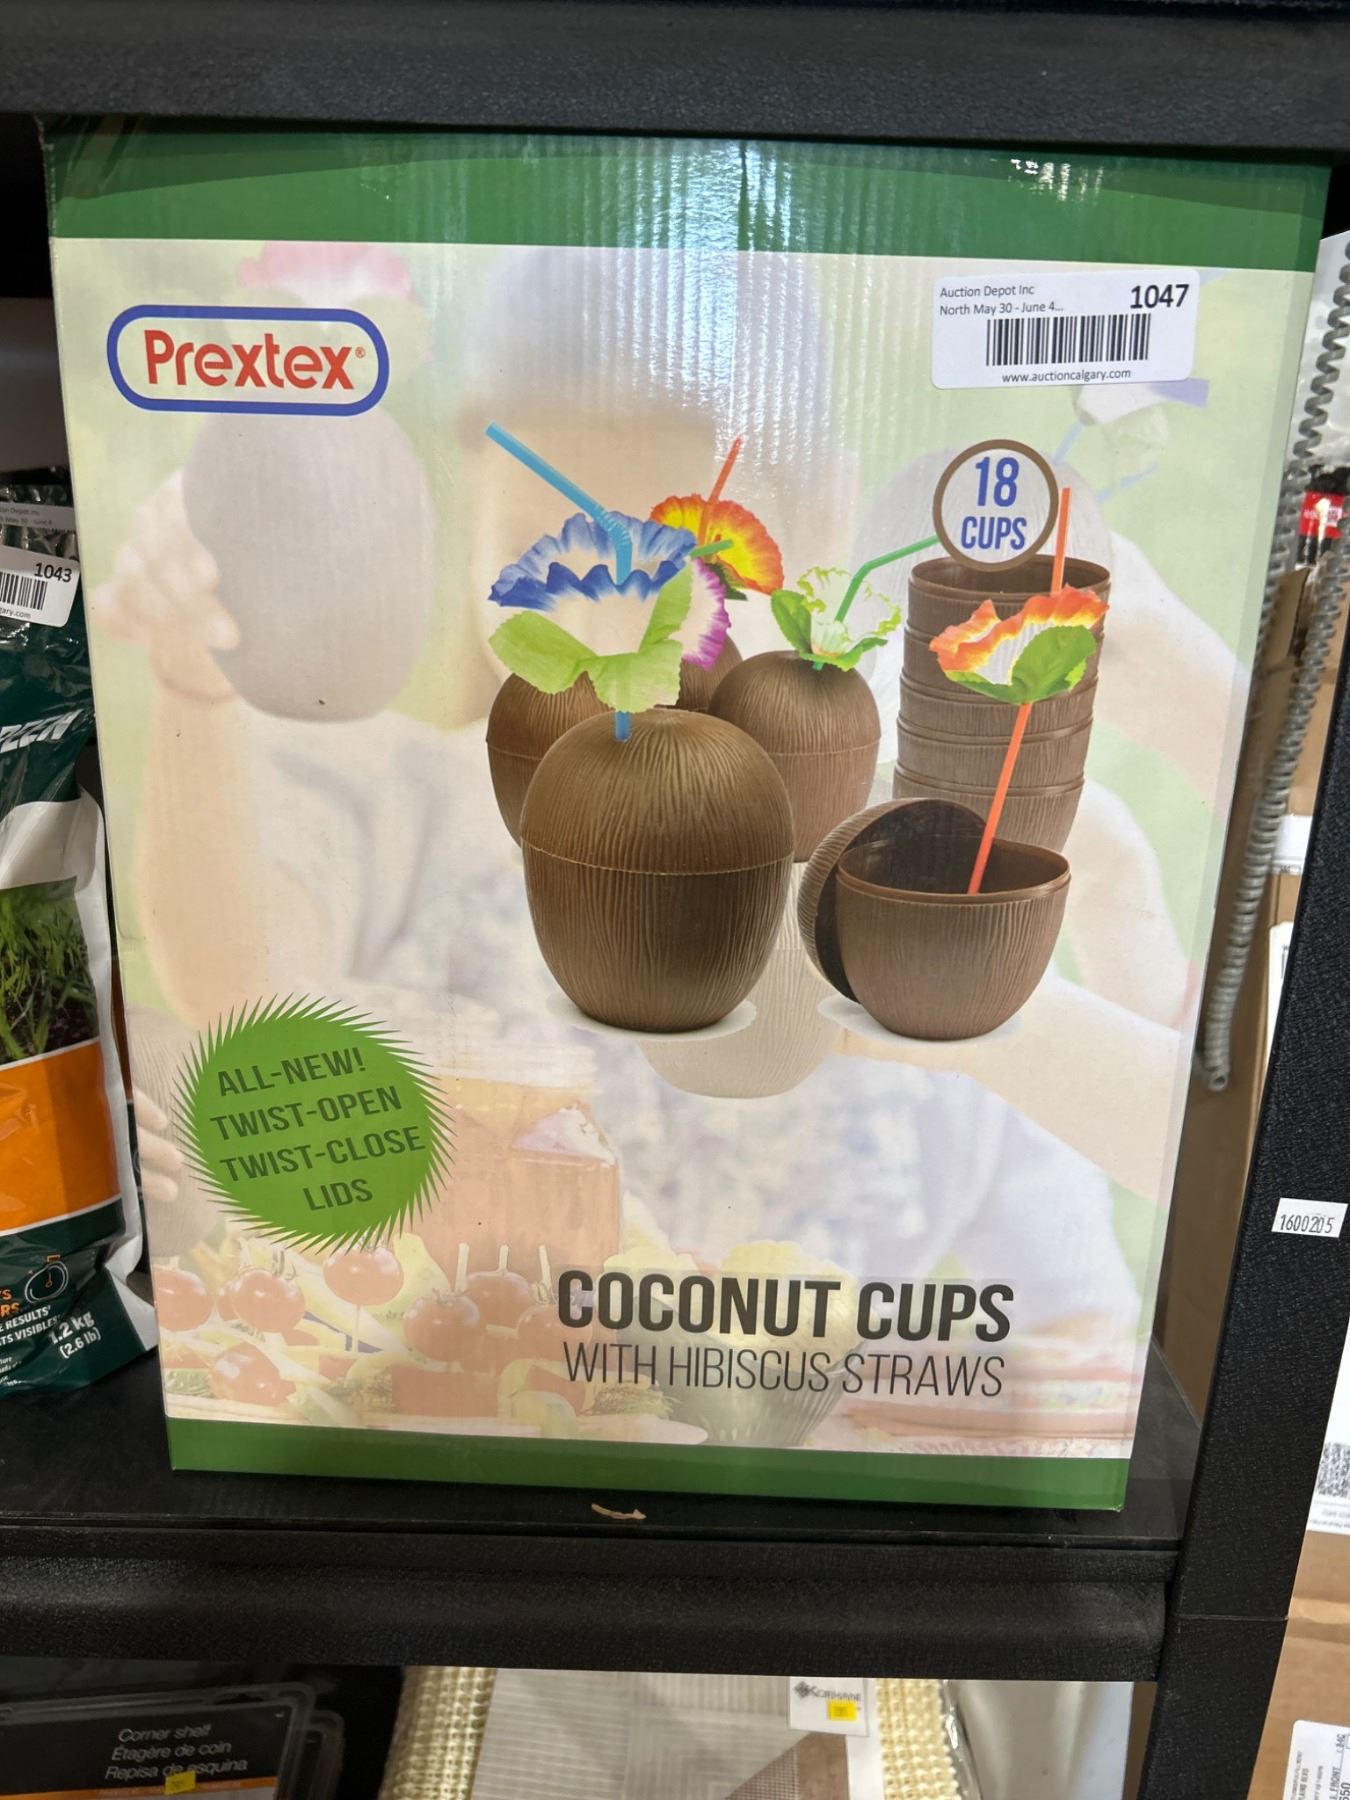 Prextex®
Auction Depot Inc
1047
North May 30 - June 4...
www.auctioncalgary.com
18
CUPS
ALL-NEW!
TWIST-OPEN
TWIST-CLOSE
LIDS
COCONUT CUPS
WITH HIBISCUS STRAWS
1043
1.2 kg
(2.6 lb)
1600205
Corner shelf
Étagère de coin
Repisa de esquina